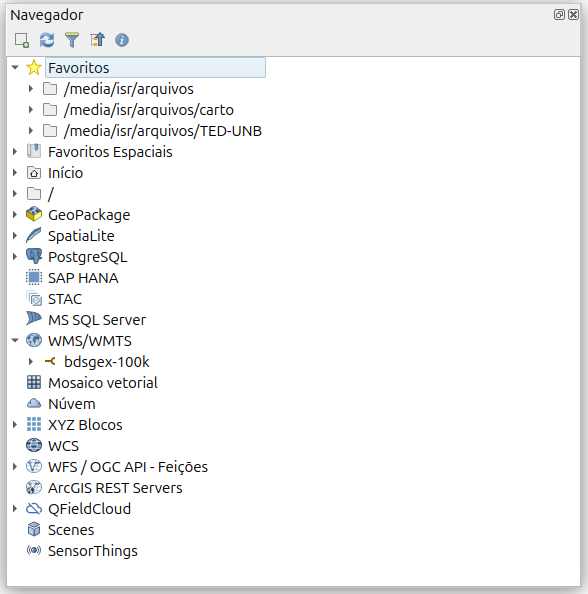 Navegador
Favoritos
/media/isr/arquivos
/media/isr/arquivos/carto
/media/isr/arquivos/TED-UNB
Favoritos Espaciais
Início
/
GeoPackage
SpatiaLite
PostgreSQL
SAP HANA
STAC
MS SQL Server
WMS/WMTS
bdsgex-100k
Mosaico vetorial
Núvem
XYZ Blocos
WCS
WFS / OGC API - Feições
ArcGIS REST Servers
QFieldCloud
Scenes
SensorThings